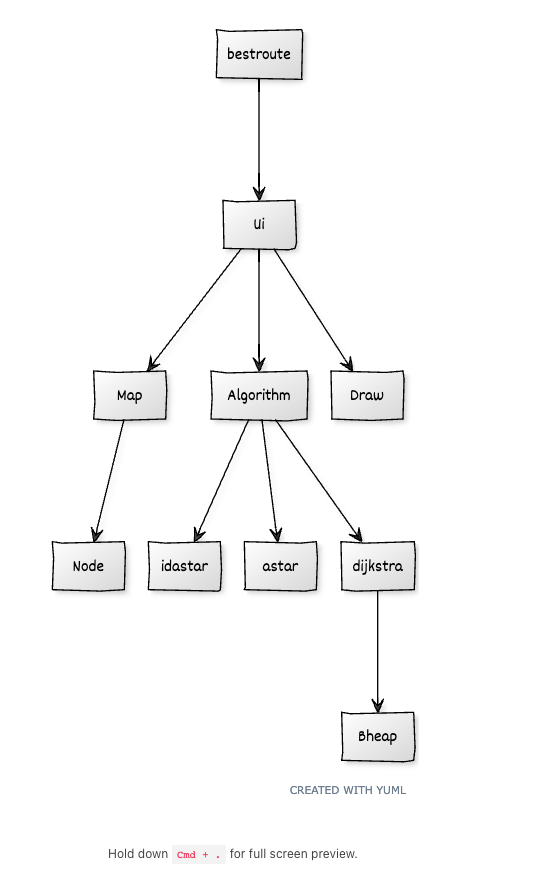 bestroute
Ui
Map
Algorithm
Draw
Node
idastar
astar
dijkstra
Bheap
CREATED WITH YUML
Hold down Cmd + . for full screen preview.